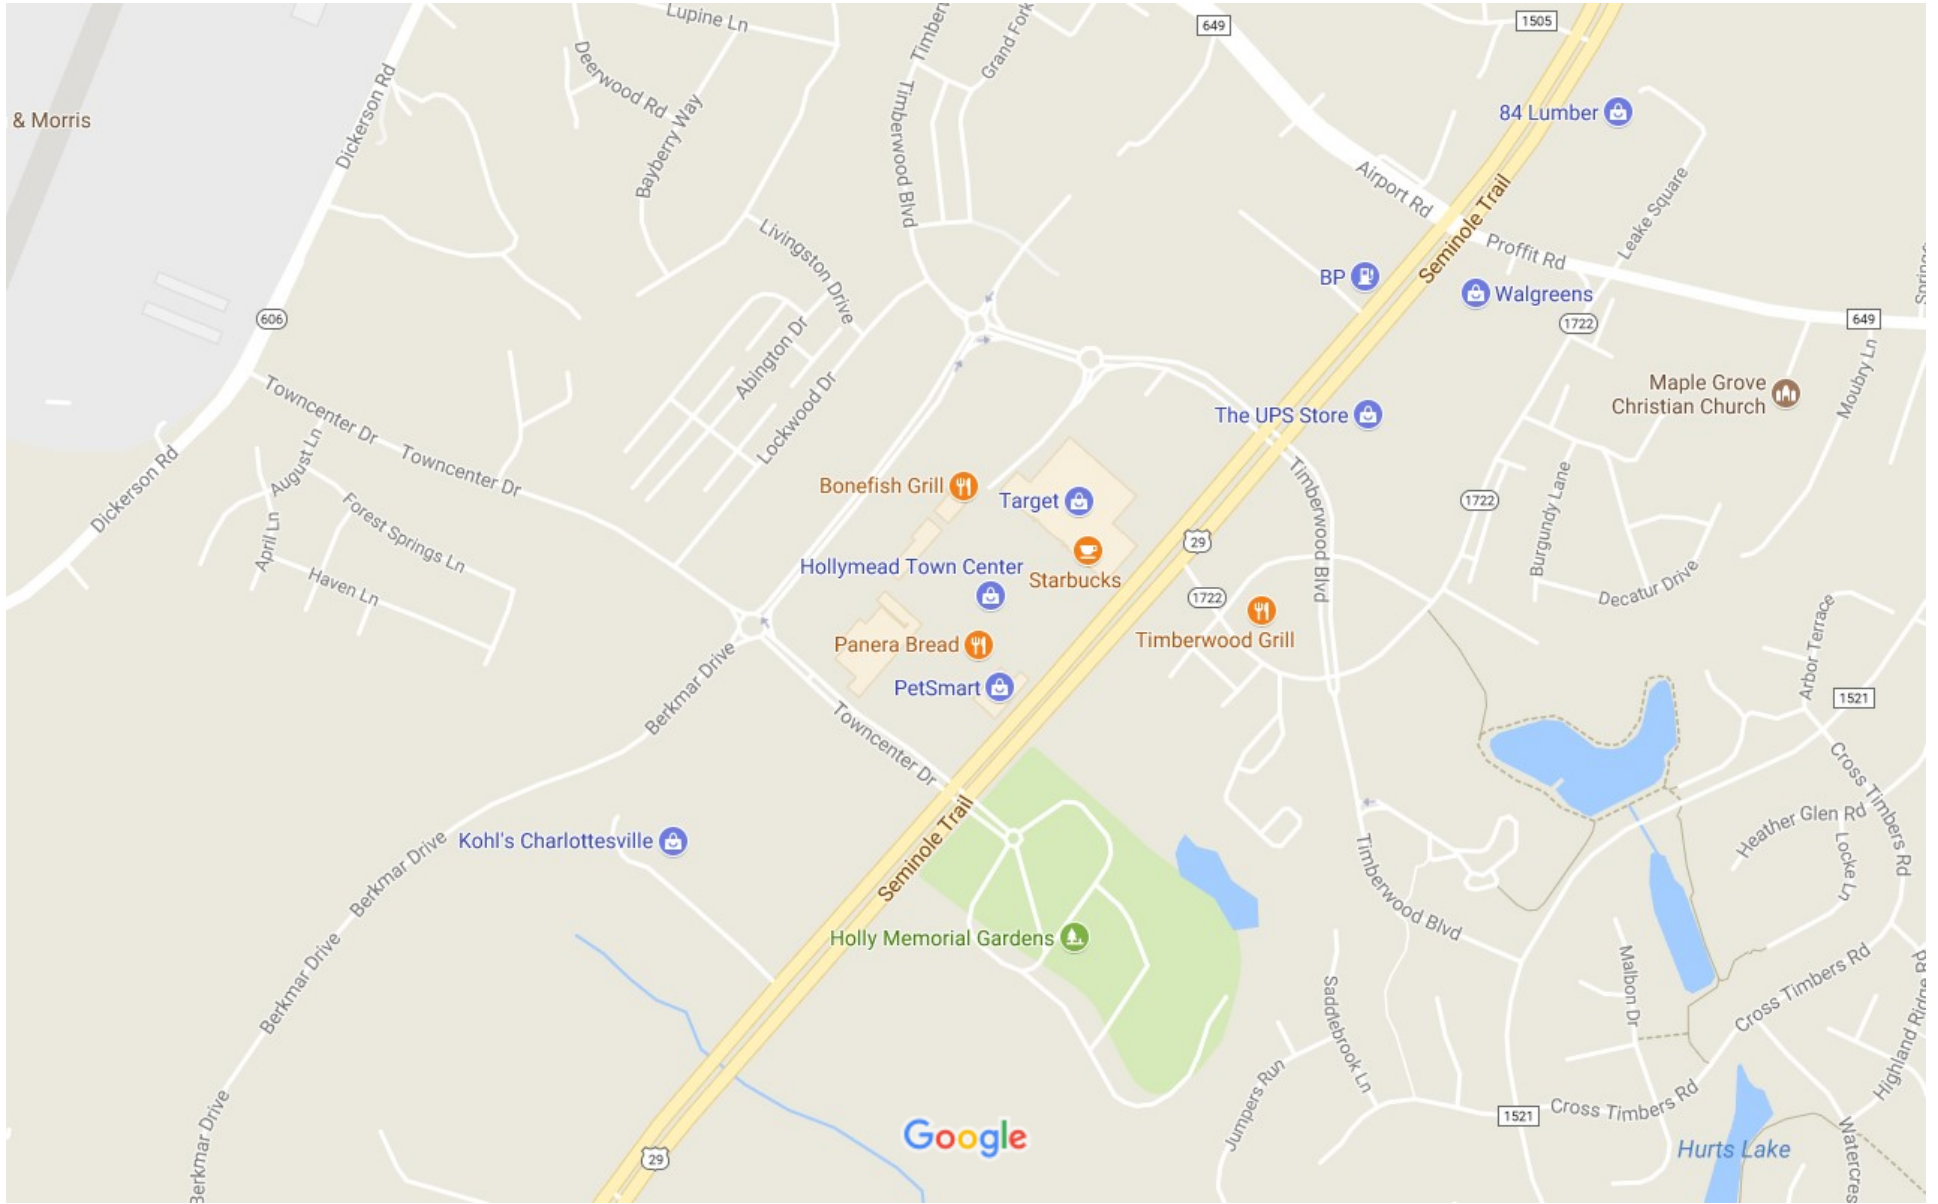 Lupine Ln
Timberw
Grand Fork
649
1505
Deerwood Rd
Dickerson Rd
& Morris
Bayberry Way
Timberwood Blvd
84 Lumber
Airport Rd
Seminole Trail
Leake Square
Livingston Drive
Proffit Rd
BP
Walgreens
Springs
606
1722
649
Abington Dr
Lockwood Dr
Moubry Ln
Maple Grove
Christian Church
Towncenter Dr
The UPS Store
August Ln
Towncenter Dr
Dickerson Rd
Timberwood Blvd
Bonefish Grill
Target
1722
Burgundy Lane
Forest Springs Ln
April Ln
29
Hollymead Town Center
Starbucks
Haven Ln
1722
Decatur Drive
Timberwood Grill
Panera Bread
Arbor Terrace
PetSmart
Berkmar Drive
1521
Towncenter Dr
Cross Timbers Rd
Seminole Trail
Kohl's Charlottesville
Heather Glen Rd
Locke Ln
Berkmar Drive
Timberwood Blvd
Holly Memorial Gardens
Berkmar Drive
Malbon Dr
Cross Timbers Rd
Highland Ridge Rd
Saddlebrook Ln
Jumpers Run
Berkmar Drive
1521
Cross Timbers Rd
Google
29
Hurts Lake
Watercres